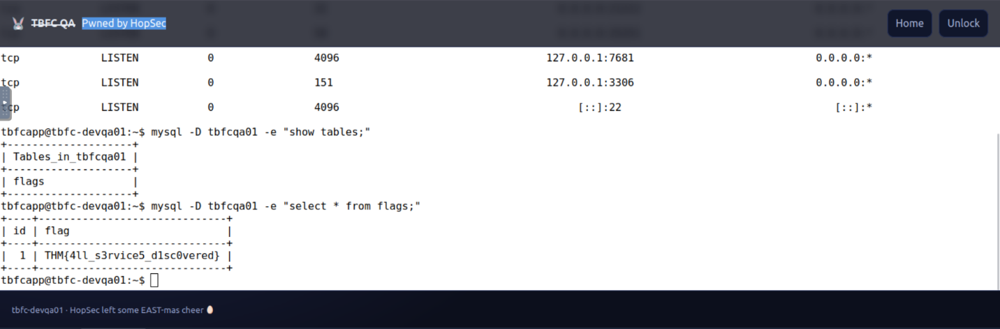 TBFC QA Pwned by HopSec Home Unlock
tcp LISTEN 0 4096 127.0.0.1:7681 0.0.0.0:*
tcp LISTEN 0 151 127.0.0.1:3306 0.0.0.0:*
tcp LISTEN 0 4096 [::]:22 [::]:*
tbfcapp@tbfc-devqa01:~$ mysql -D tbfcqa01 -e "show tables;"
+--------------------+
| Tables_in_tbfcqa01 |
+--------------------+
| flags              |
+--------------------+
tbfcapp@tbfc-devqa01:~$ mysql -D tbfcqa01 -e "select * from flags;"
+----+------------------------------+
| id | flag                         |
+----+------------------------------+
|  1 | THM{4ll_s3rvice5_d1sc0vered} |
+----+------------------------------+
tbfcapp@tbfc-devqa01:~$
tbfc-devqa01 · HopSec left some EAST-mas cheer 🥚